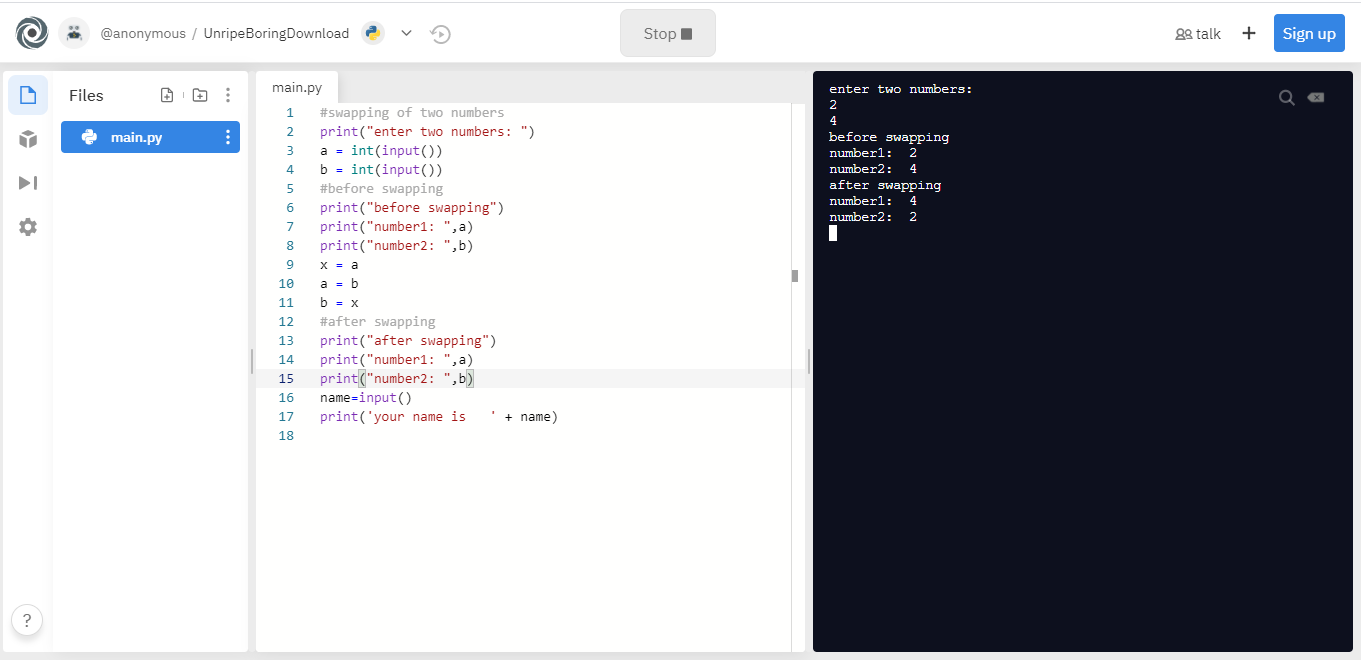 @anonymous / UnripeBoringDownload
Stop
talk
+
Sign up
Files
main.py
?
main.py
1 #swapping of two numbers
2 print("enter two numbers: ")
3 a = int(input())
4 b = int(input())
5 #before swapping
6 print("before swapping")
7 print("number1: ",a)
8 print("number2: ",b)
9 x = a
10 a = b
11 b = x
12 #after swapping
13 print("after swapping")
14 print("number1: ",a)
15 print("number2: ",b)
16 name=input()
17 print('your name is   ' + name)
18
enter two numbers:
2
4
before swapping
number1:  2
number2:  4
after swapping
number1:  4
number2:  2